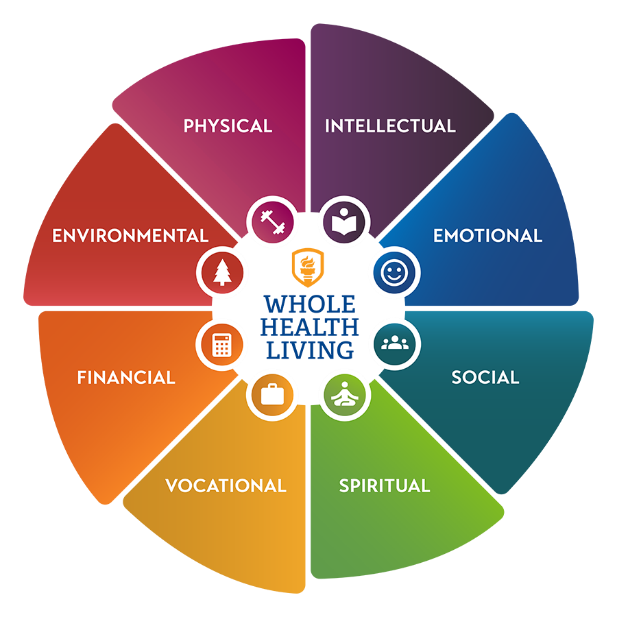 PHYSICAL
INTELLECTUAL
ENVIRONMENTAL
EMOTIONAL
WHOLE
HEALTH
LIVING
FINANCIAL
SOCIAL
VOCATIONAL
SPIRITUAL